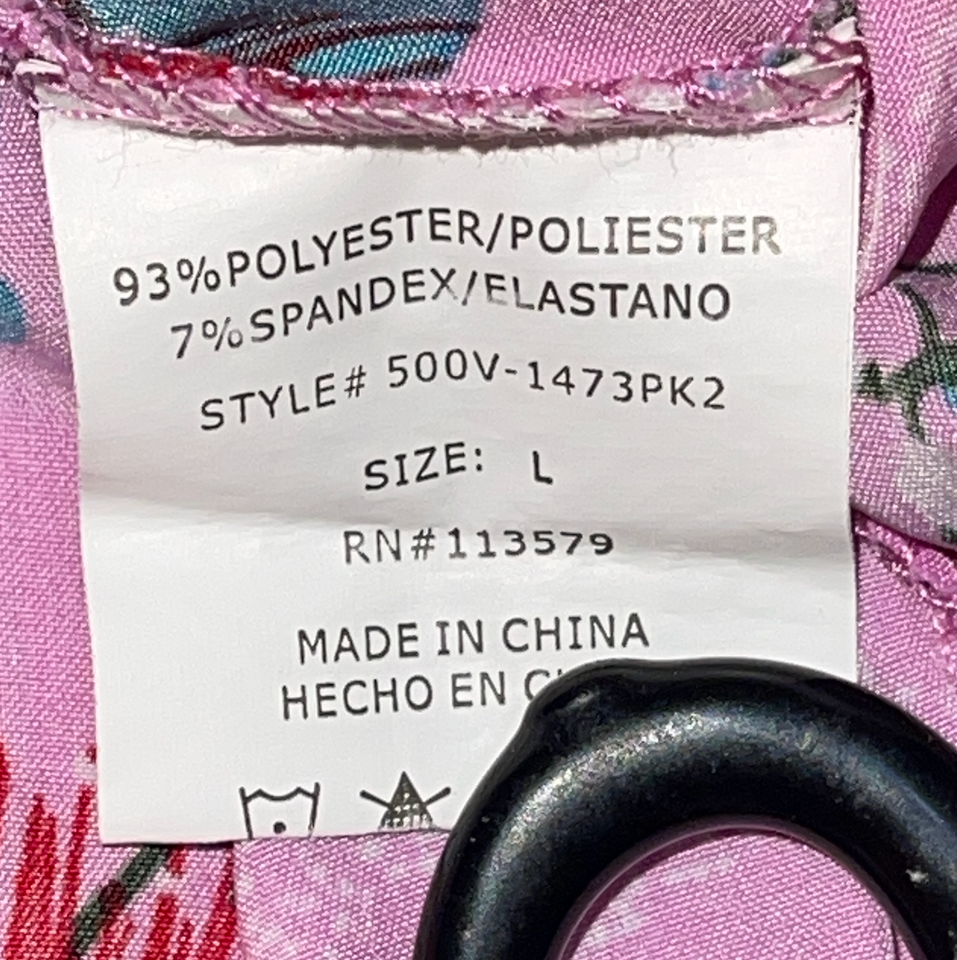 93%POLYESTER/POLIESTER
7%SPANDEX/ELASTANO
STYLE# 500V-1473PK2
SIZE: L
RN#113579
MADE IN CHINA
HECHO EN